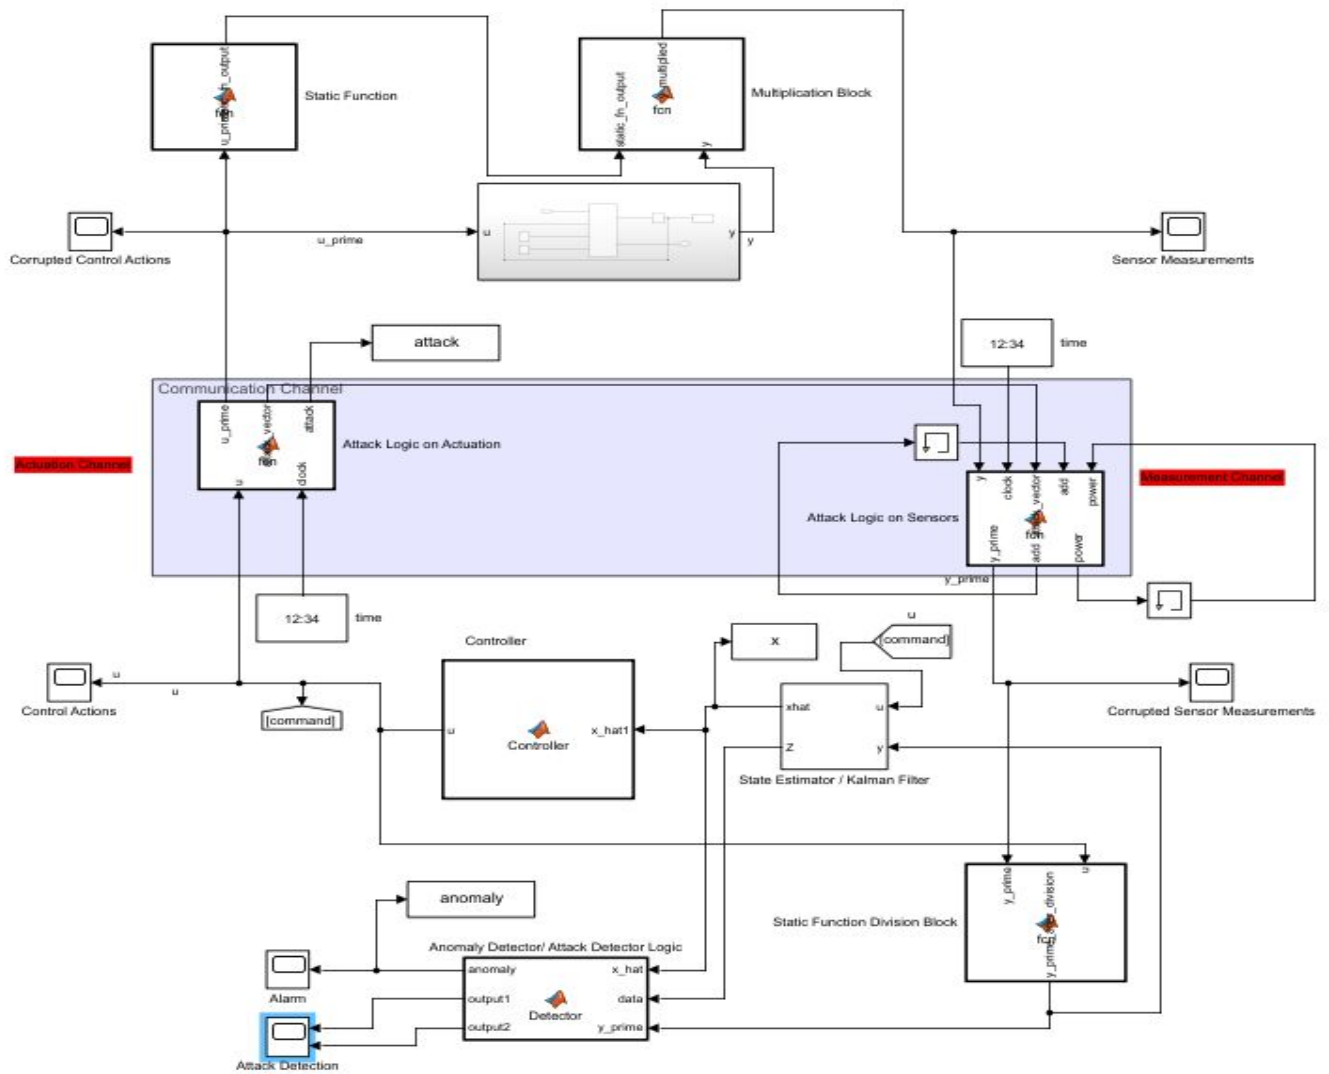 static_fn_output
fcn
u_prime
Static Function
multiplied
fcn
static_fn_output
y
Multiplication Block
u
y
y
u_prime
Corrupted Control Actions
Sensor Measurements
attack
12:34
time
Communication Channel
u_prime
vector
attack
fcn
u
clock
Attack Logic on Actuation
Actuation Channel
Measurement Channel
y
clock
vector
add
power
fcn
y_prime
add
power
Attack Logic on Sensors
y_prime
12:34
time
Controller
x
u
[command]
u
u
Control Actions
[command]
u
x_hat1
Controller
xhat
u
Z
y
State Estimator / Kalman Filter
Corrupted Sensor Measurements
y_prime
u
fcn
division
Static Function Division Block
anomaly
Anomaly Detector/ Attack Detector Logic
anomaly
x_hat
output1
data
Detector
output2
y_prime
Alarm
Attack Detection